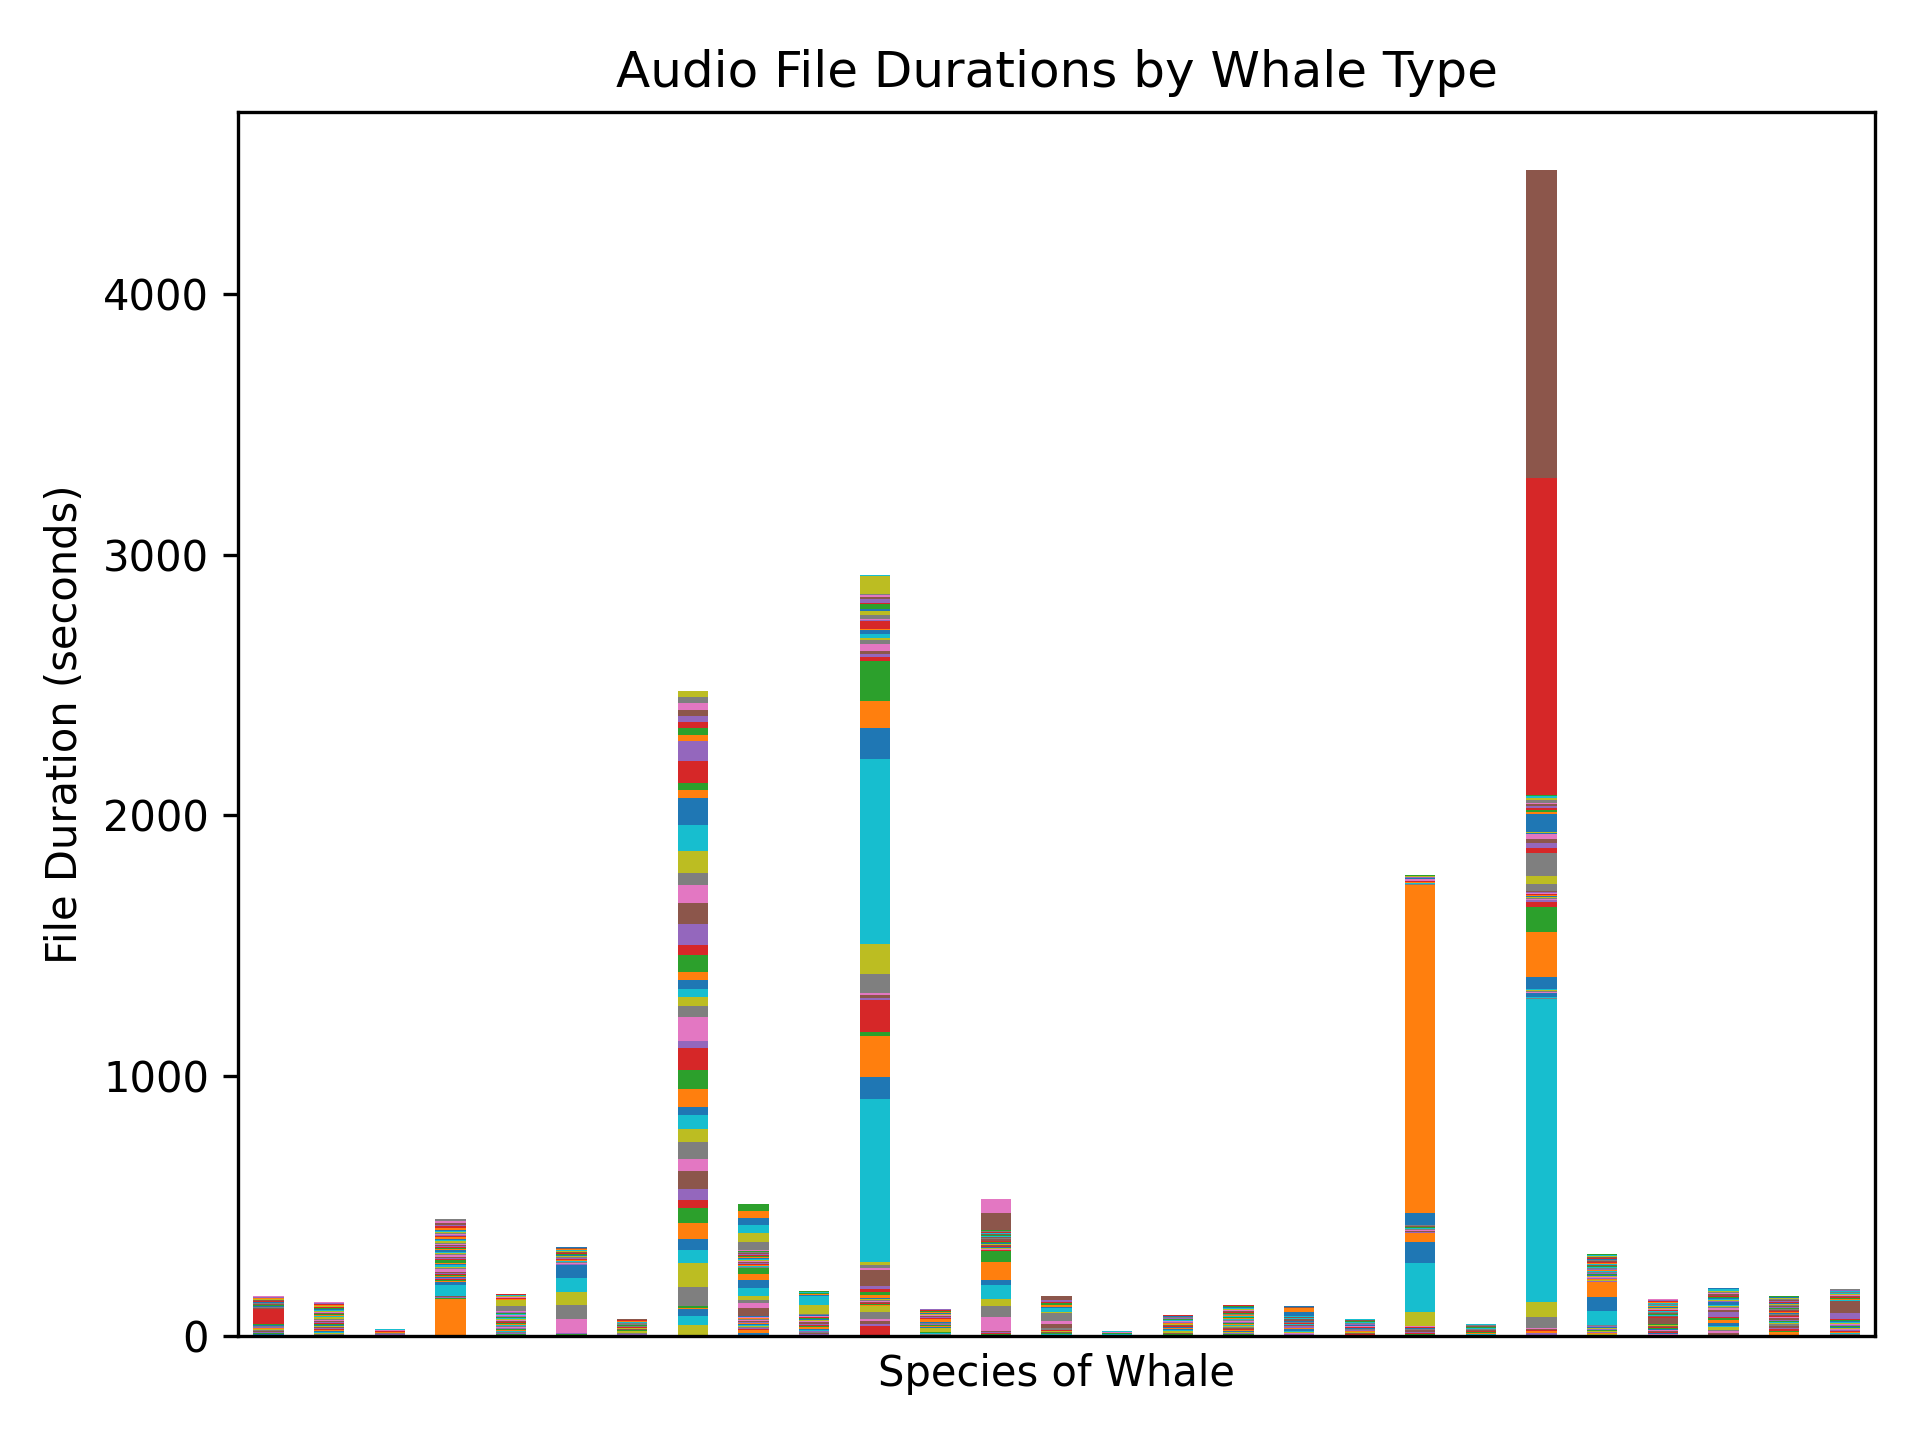 Audio File Durations by Whale Type
File Duration (seconds)
4000
3000
2000
1000
0
Species of Whale